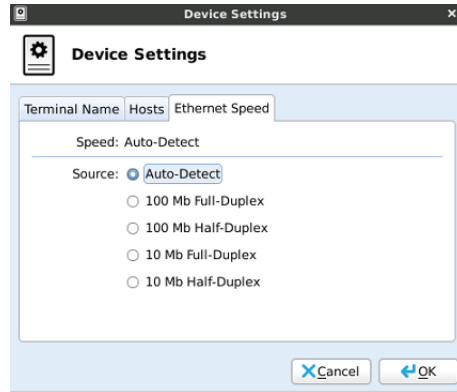 Device Settings
Device Settings
Terminal Name Hosts Ethernet Speed
Speed: Auto-Detect
Source: Auto-Detect
100 Mb Full-Duplex
100 Mb Half-Duplex
10 Mb Full-Duplex
10 Mb Half-Duplex
Cancel OK